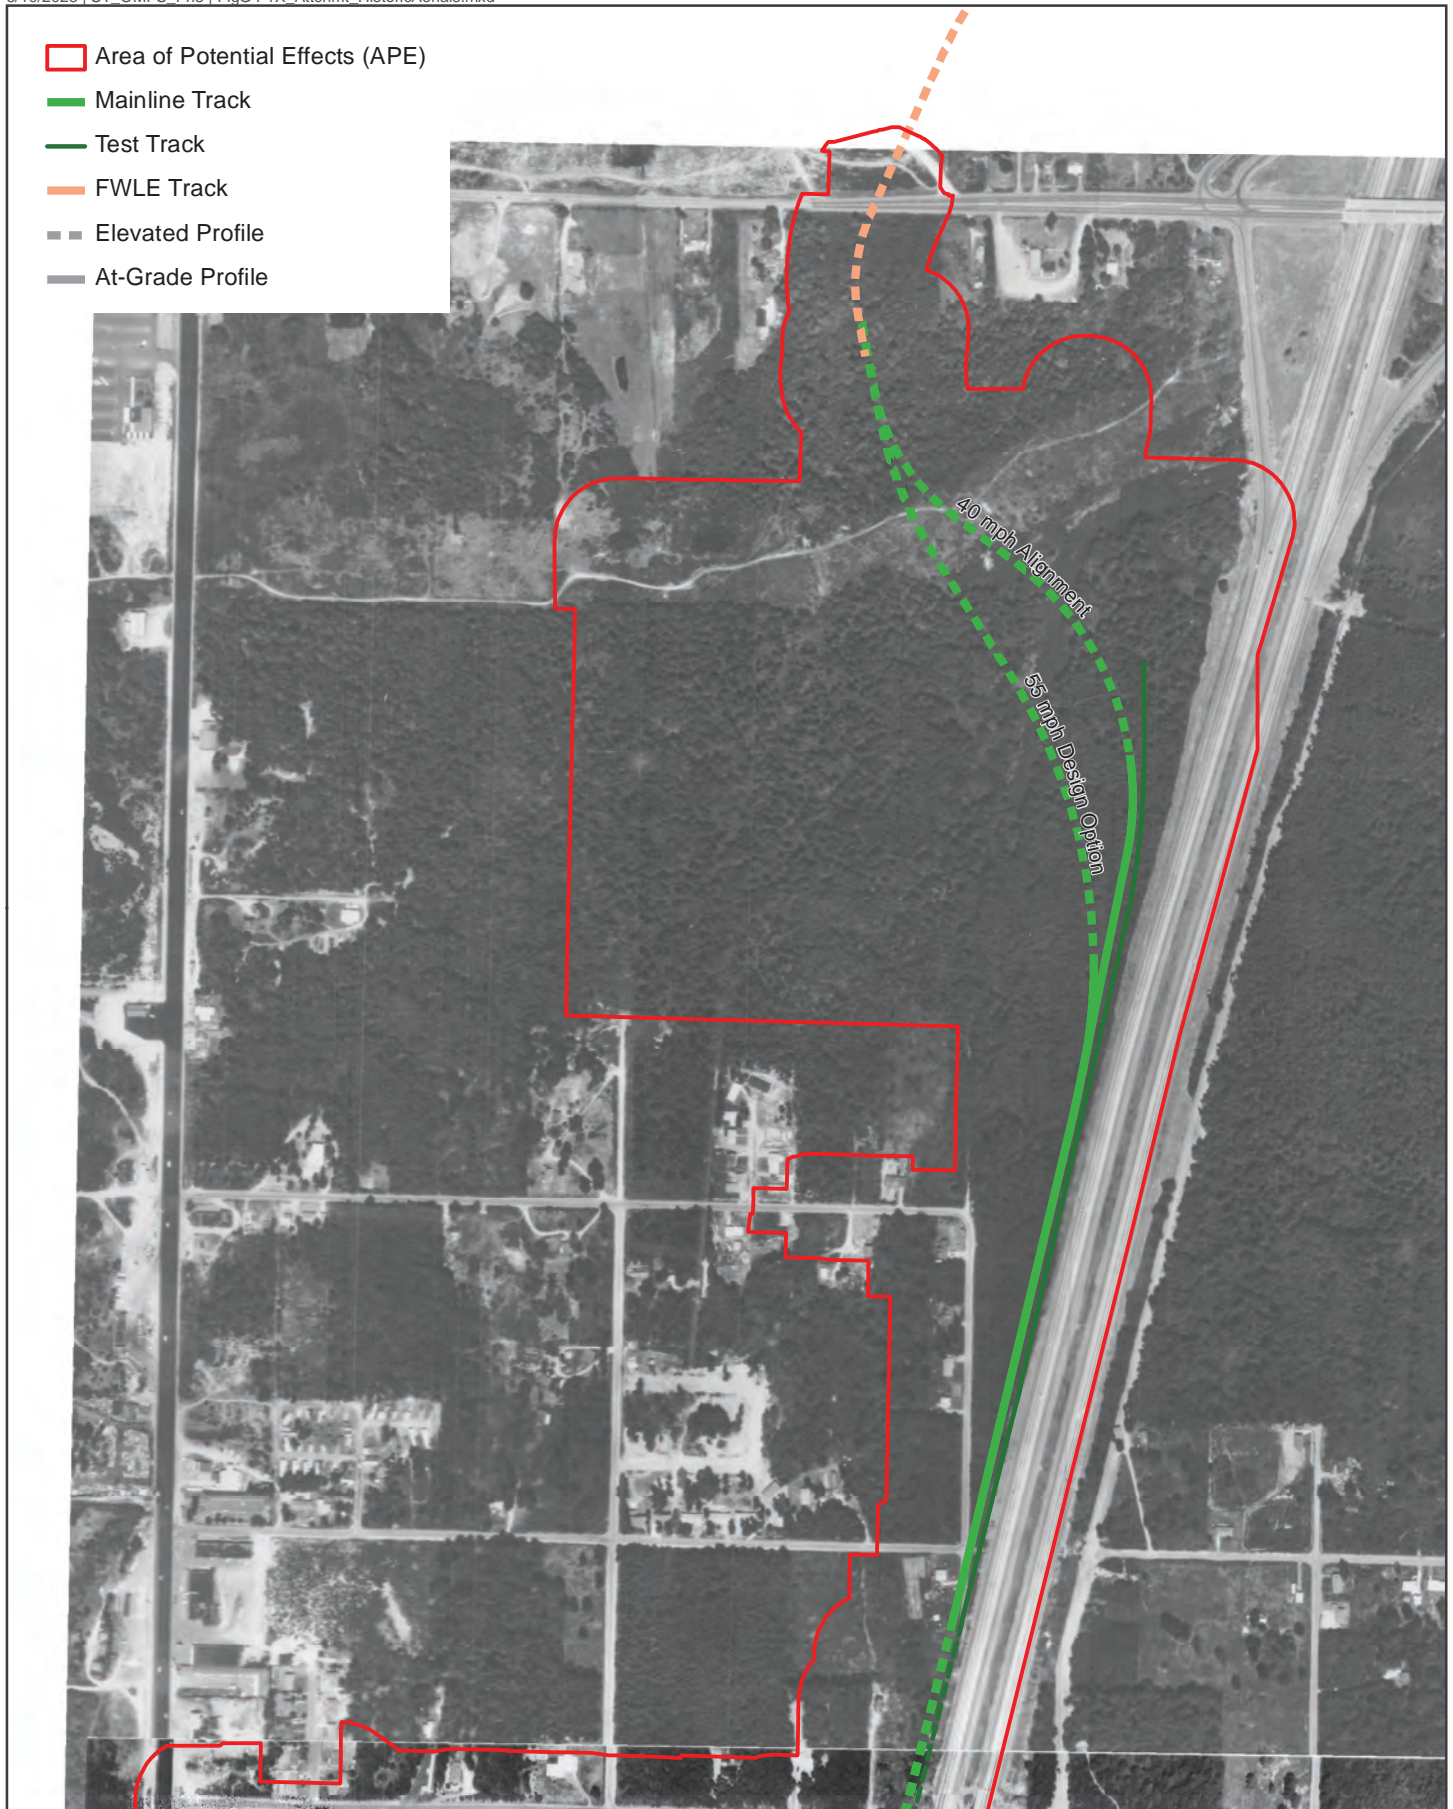 Area of Potential Effects (APE)
Mainline Track
Test Track
FWLE Track
Elevated Profile
At-Grade Profile
40 mph Alignment
55 mph Design Option